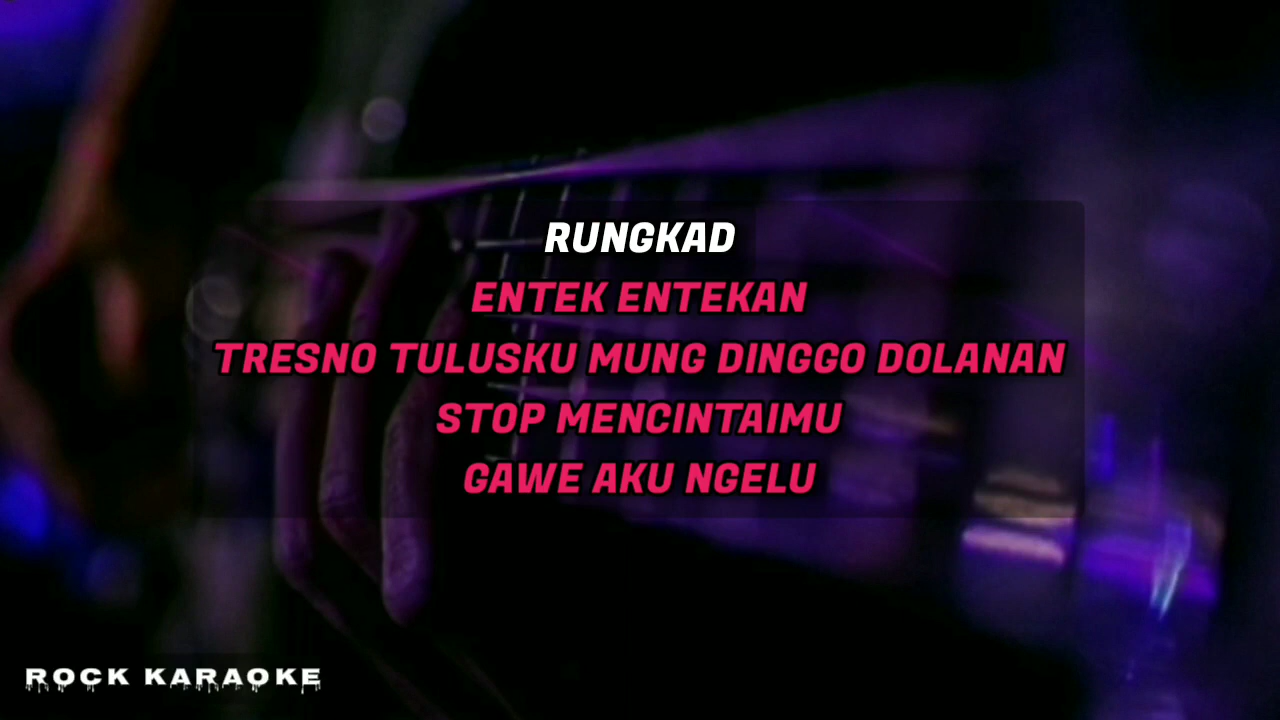 RUNGKAD
ENTEK ENTEKAN
TRESNO TULUSKU MUNG DINGGO DOLANAN
STOP MENCINTAIMU
GAWE AKU NGELU
ROCK KARAOKE